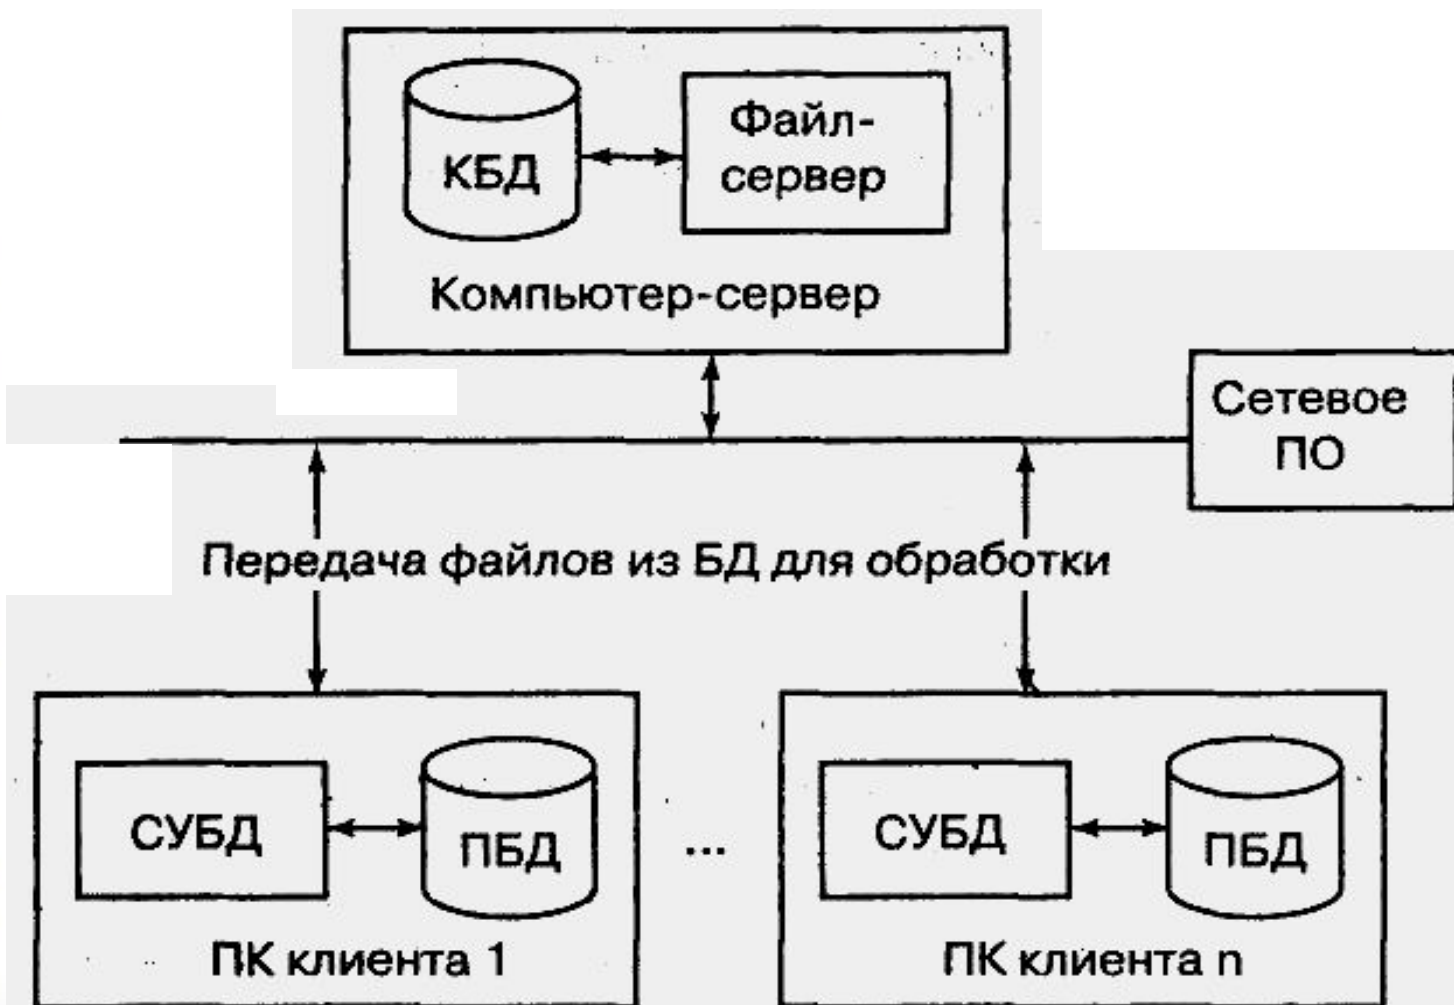 КБД
Файл-
сервер
Компьютер-сервер
Сетевое
ПО
Передача файлов из БД для обработки
СУБД
ПБД
...
СУБД
ПБД
ПК клиента 1
ПК клиента n